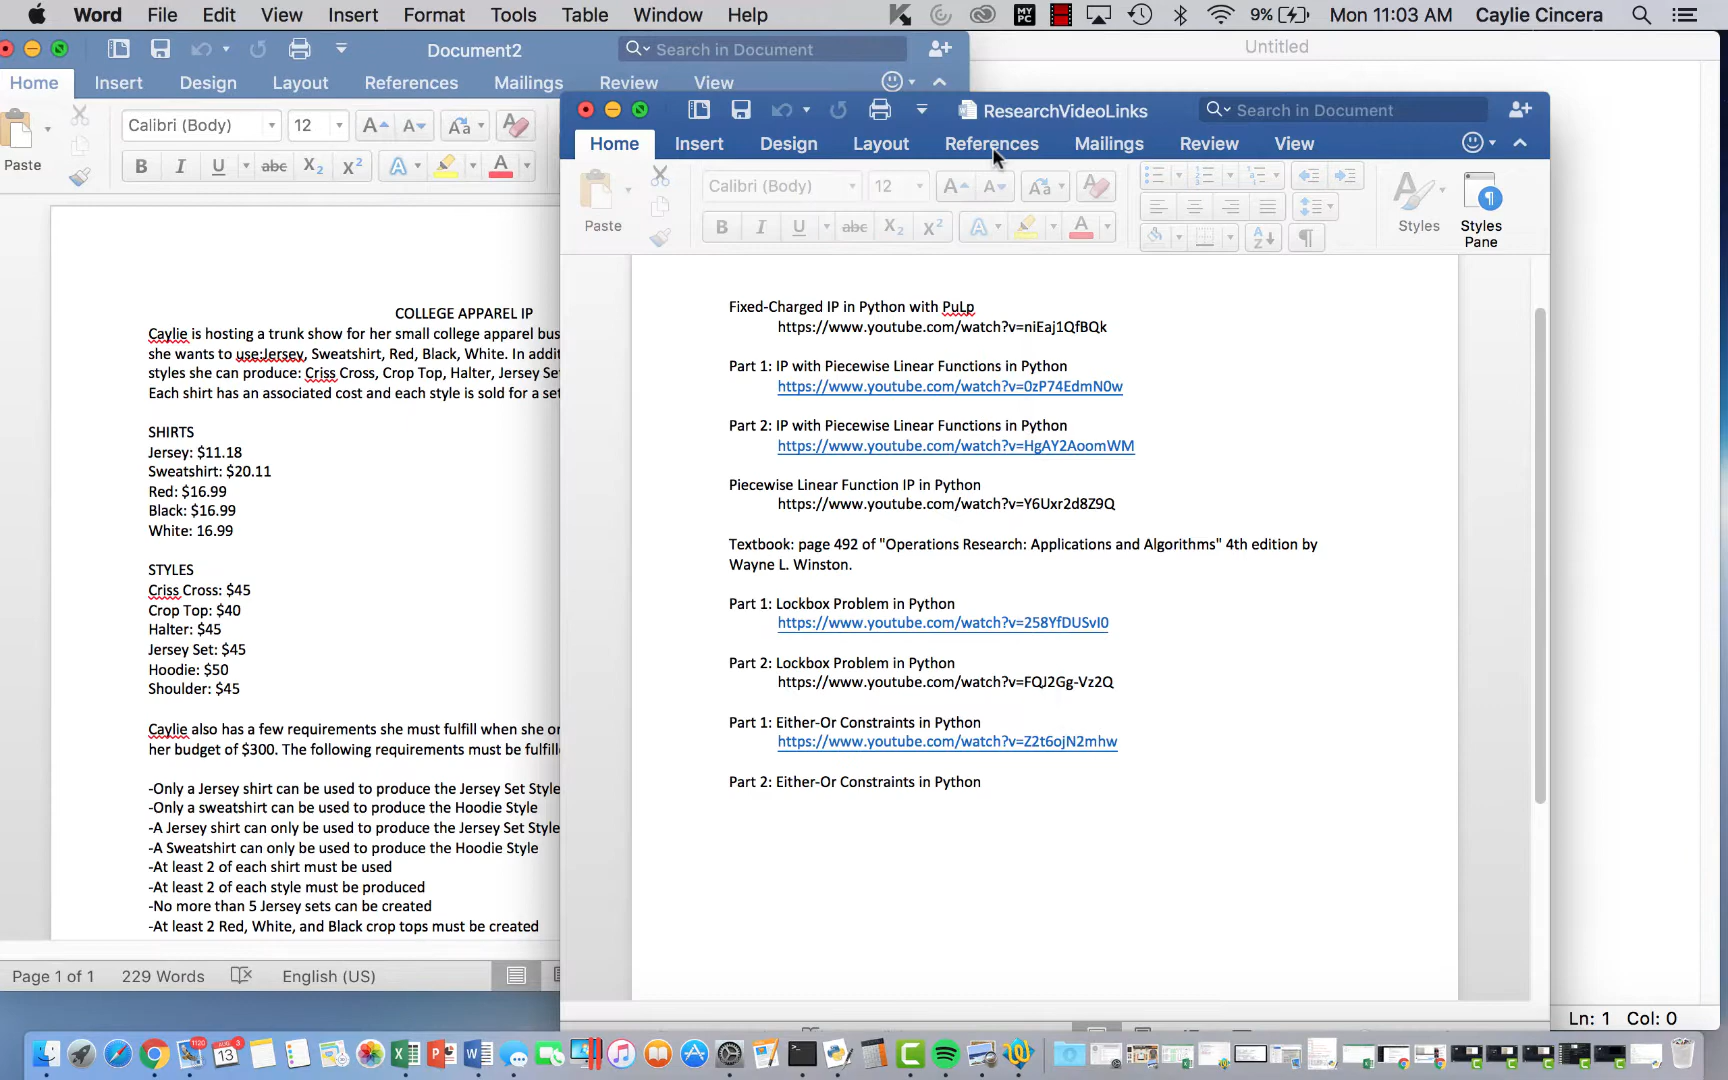 Word File Edit View Insert Format Tools Table Window Help 9% Mon 11:03 AM Caylie Cincera
Document2 Search in Document
Untitled
Home Insert Design Layout References Mailings Review View
Paste Calibri (Body) 12
COLLEGE APPAREL IP
Caylie is hosting a trunk show for her small college apparel bus
she wants to use:Jersey, Sweatshirt, Red, Black, White. In addi
styles she can produce: Criss Cross, Crop Top, Halter, Jersey Se
Each shirt has an associated cost and each style is sold for a set
SHIRTS
Jersey: $11.18
Sweatshirt: $20.11
Red: $16.99
Black: $16.99
White: 16.99
STYLES
Criss Cross: $45
Crop Top: $40
Halter: $45
Jersey Set: $45
Hoodie: $50
Shoulder: $45
Caylie also has a few requirements she must fulfill when she or
her budget of $300. The following requirements must be fulfille
-Only a Jersey shirt can be used to produce the Jersey Set Style
-Only a sweatshirt can be used to produce the Hoodie Style
-A Jersey shirt can only be used to produce the Jersey Set Style
-A Sweatshirt can only be used to produce the Hoodie Style
-At least 2 of each shirt must be used
-At least 2 of each style must be produced
-No more than 5 Jersey sets can be created
-At least 2 Red, White, and Black crop tops must be created
Page 1 of 1 229 Words English (US)
ResearchVideoLinks Search in Document
Home Insert Design Layout References Mailings Review View
Paste Calibri (Body) 12 Styles Styles Pane
Fixed-Charged IP in Python with PuLp
https://www.youtube.com/watch?v=niEaj1QfBQk
Part 1: IP with Piecewise Linear Functions in Python
https://www.youtube.com/watch?v=0zP74EdmN0w
Part 2: IP with Piecewise Linear Functions in Python
https://www.youtube.com/watch?v=HgAY2AoomWM
Piecewise Linear Function IP in Python
https://www.youtube.com/watch?v=Y6Uxr2d8Z9Q
Textbook: page 492 of "Operations Research: Applications and Algorithms" 4th edition by
Wayne L. Winston.
Part 1: Lockbox Problem in Python
https://www.youtube.com/watch?v=258YfDUSvI0
Part 2: Lockbox Problem in Python
https://www.youtube.com/watch?v=FQJ2Gg-Vz2Q
Part 1: Either-Or Constraints in Python
https://www.youtube.com/watch?v=Z2t6ojN2mhw
Part 2: Either-Or Constraints in Python
Ln: 1 Col: 0